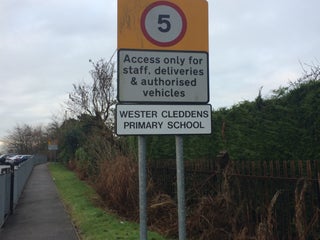 5
Access only for
staff, deliveries
& authorised
vehicles
WESTER CLEDDENS
PRIMARY SCHOOL